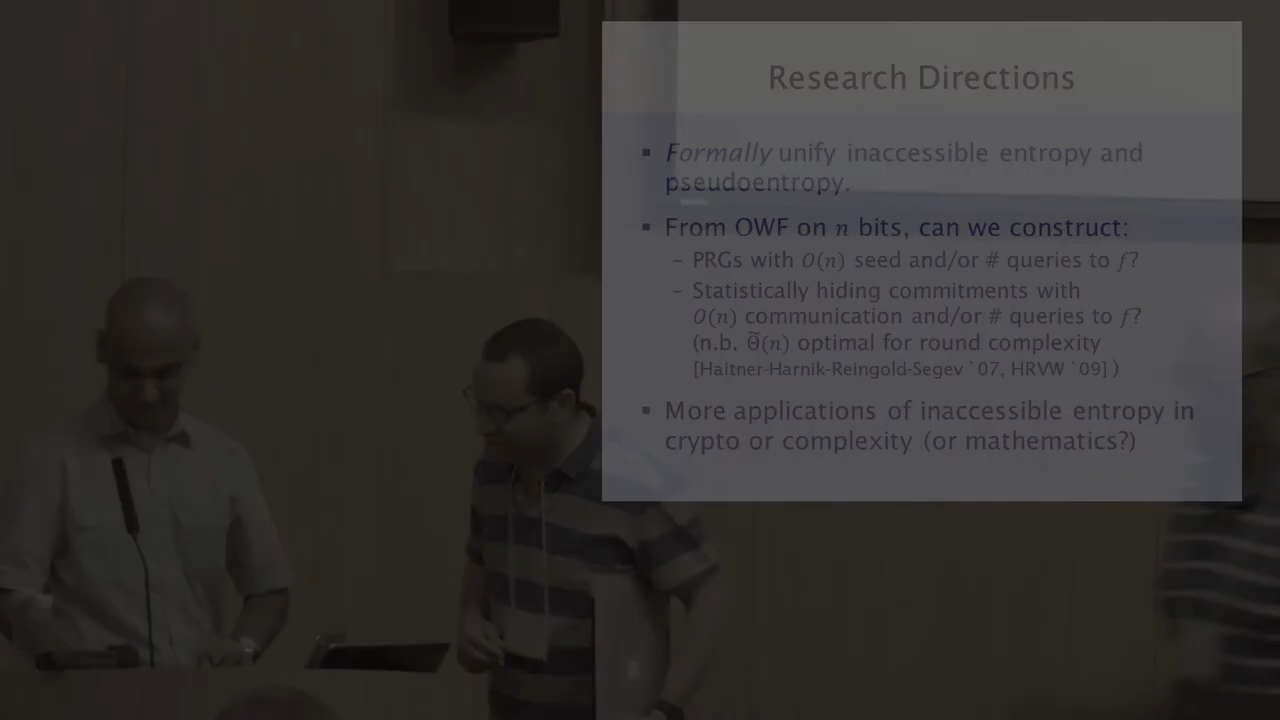 Research Directions
▪ Formally unify inaccessible entropy and
pseudoentropy.
▪ From OWF on n bits, can we construct:
– PRGs with O(n) seed and/or # queries to f?
– Statistically hiding commitments with
O(n) communication and/or # queries to f?
(n.b. Θ̃(n) optimal for round complexity
[Haitner-Harnik-Reingold-Segev `07, HRVW `09] )
▪ More applications of inaccessible entropy in
crypto or complexity (or mathematics?)